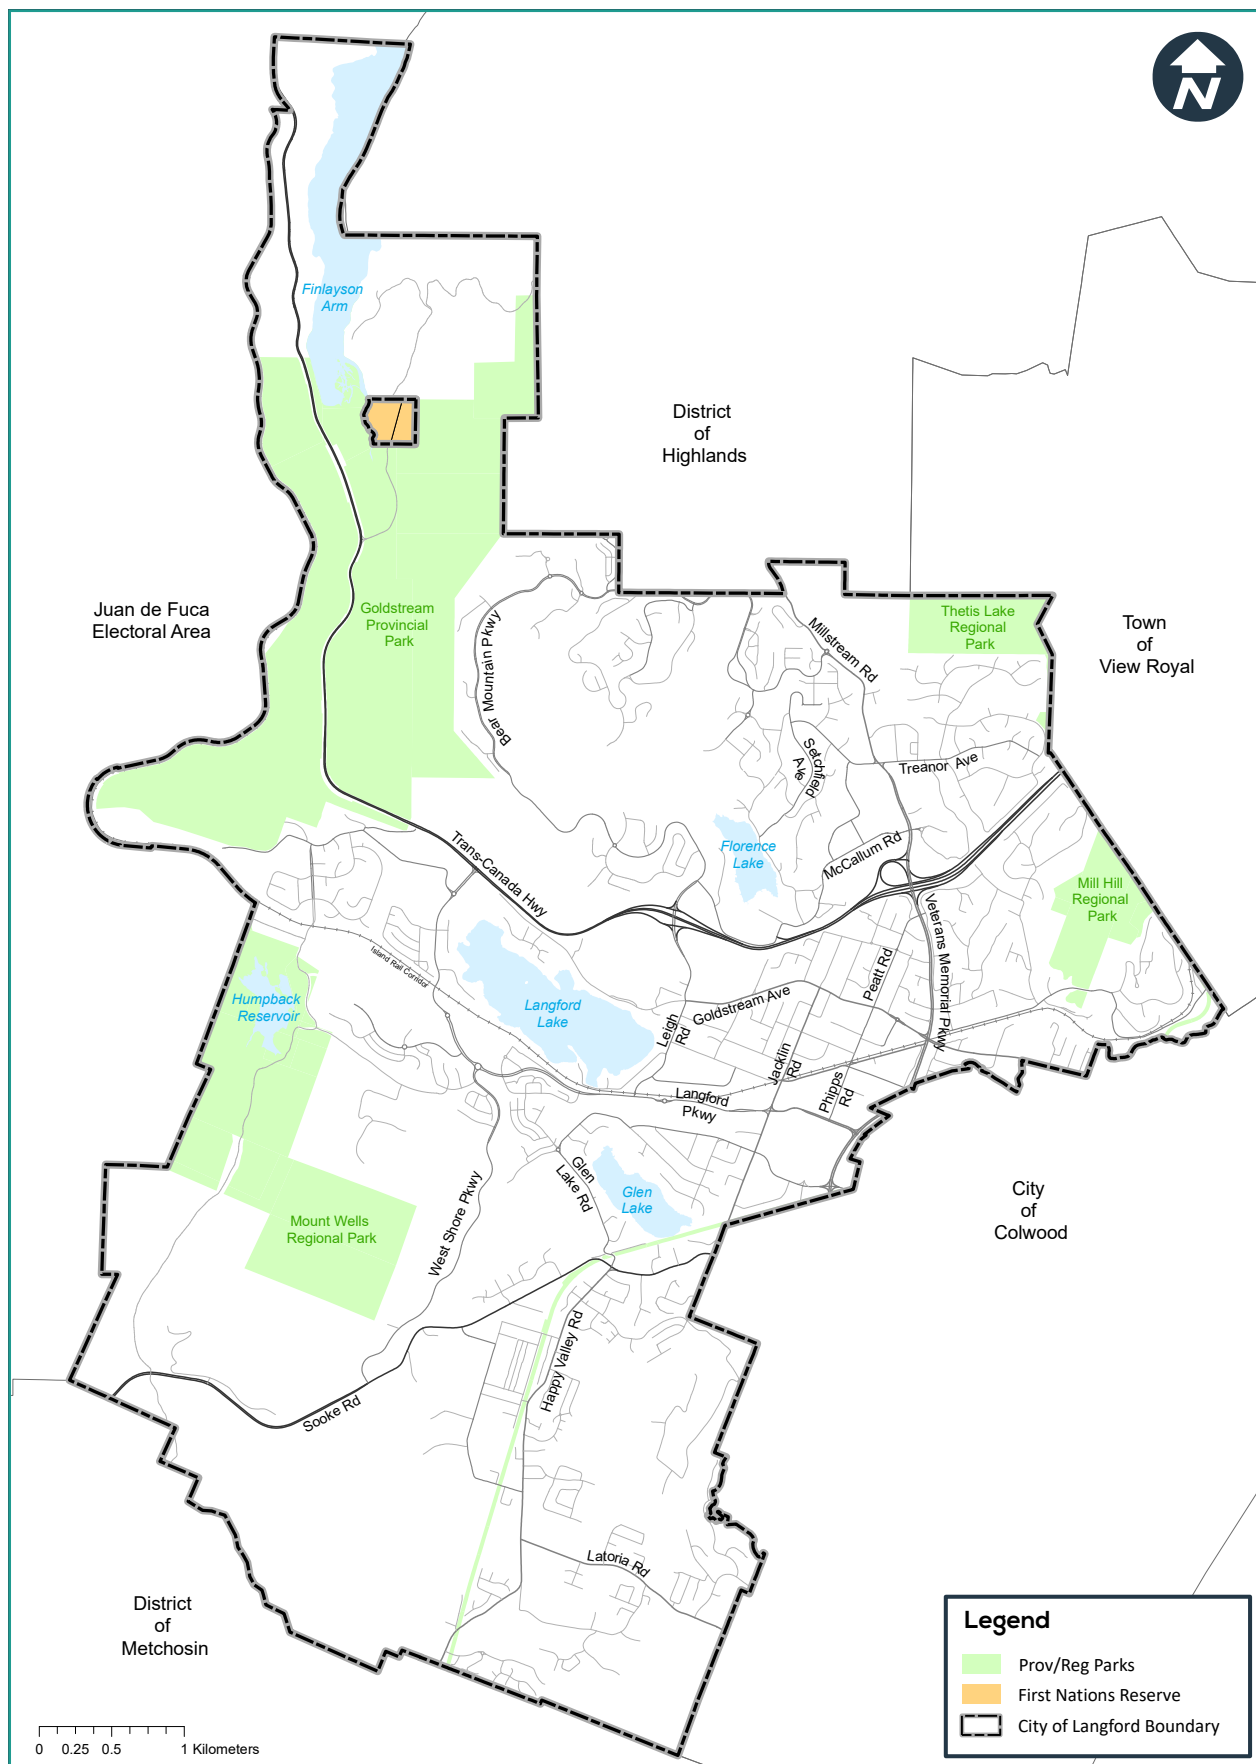 N
Finlayson
Arm
District
of
Highlands
Juan de Fuca
Electoral Area
Goldstream
Provincial
Park
Thetis Lake
Regional
Park
Town
of
View Royal
Bear Mountain Pkwy
Millstream Rd
Setchfield
Ave
Treanor Ave
Trans-Canada Hwy
Florence
Lake
McCallum Rd
Mill Hill
Regional
Park
Veterans Memorial Pkwy
Island Rail Corridor
Peatt Rd
Humpback
Reservoir
Langford
Lake
Goldstream Ave
Leigh
Rd
Jacklin
Rd
Phipps
Rd
Langford
Pkwy
Glen
Lake Rd
Glen
Lake
City
of
Colwood
Mount Wells
Regional Park
West Shore Pkwy
Happy Valley Rd
Sooke Rd
Latoria Rd
District
of
Metchosin
Legend
Prov/Reg Parks
First Nations Reserve
City of Langford Boundary
0 0.25 0.5 1 Kilometers